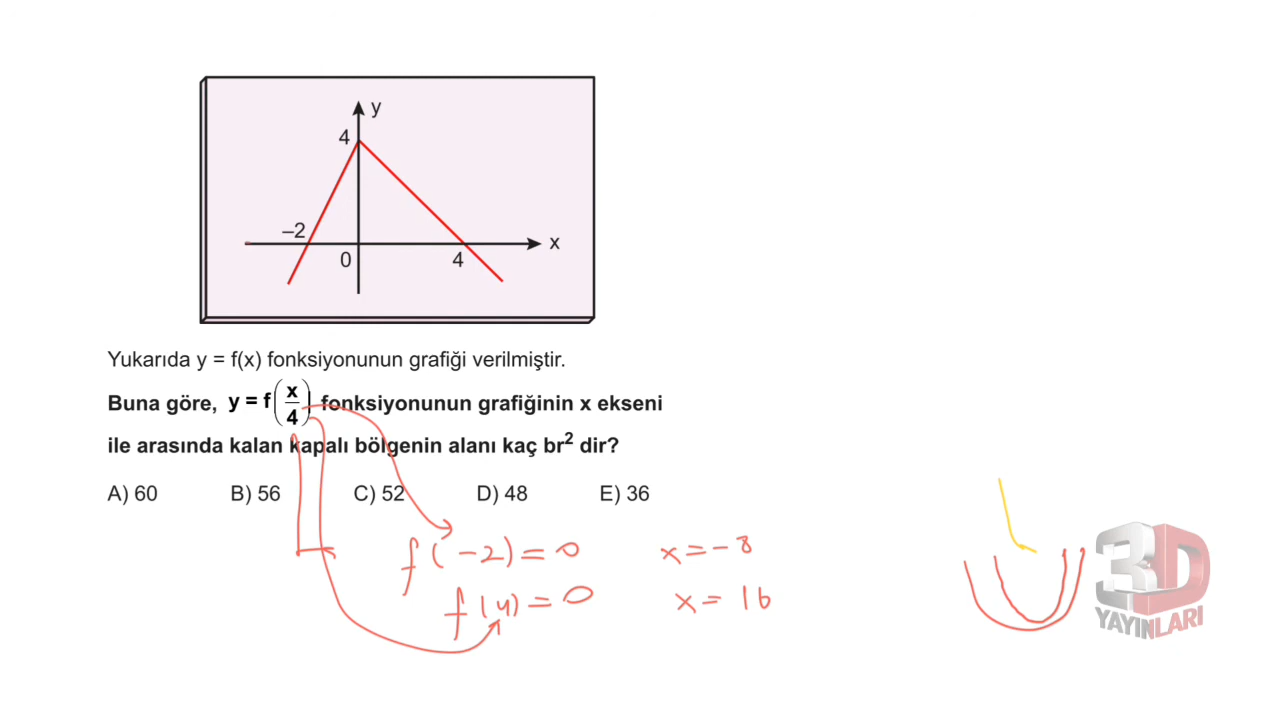 y
4
–2
0
4
x
Yukarıda y = f(x) fonksiyonunun grafiği verilmiştir.
Buna göre, y = f(x/4) fonksiyonunun grafiğinin x ekseni
ile arasında kalan kapalı bölgenin alanı kaç br² dir?
A) 60 B) 56 C) 52 D) 48 E) 36
f(-2) = 0 x = -8
f(4) = 0 x = 16
3D
YAYINLARI